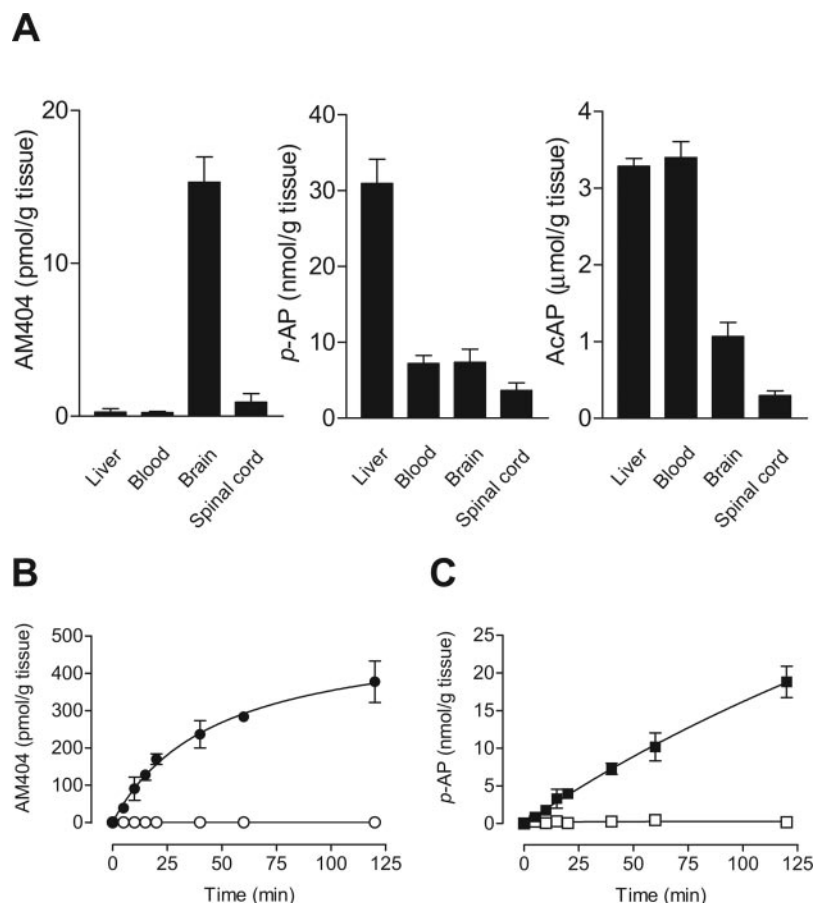 A
AM404 (pmol/g tissue)
20
10
0
Liver
Blood
Brain
Spinal cord
p-AP (nmol/g tissue)
40
30
20
10
0
Liver
Blood
Brain
Spinal cord
AcAP (μmol/g tissue)
4
3
2
1
0
Liver
Blood
Brain
Spinal cord
B
AM404 (pmol/g tissue)
500
400
300
200
100
0
0
25
50
75
100
125
Time (min)
C
p-AP (nmol/g tissue)
25
20
15
10
5
0
0
25
50
75
100
125
Time (min)